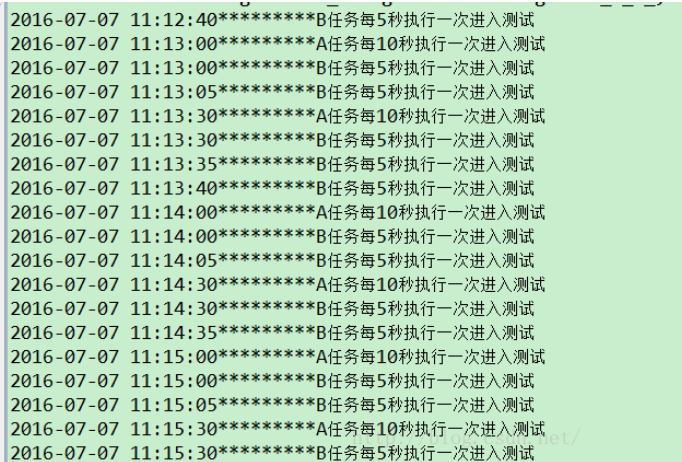 2016-07-07 11:12:40*********B任务每5秒执行一次进入测试
2016-07-07 11:13:00*********A任务每10秒执行一次进入测试
2016-07-07 11:13:00*********B任务每5秒执行一次进入测试
2016-07-07 11:13:05*********B任务每5秒执行一次进入测试
2016-07-07 11:13:30*********A任务每10秒执行一次进入测试
2016-07-07 11:13:30*********B任务每5秒执行一次进入测试
2016-07-07 11:13:35*********B任务每5秒执行一次进入测试
2016-07-07 11:13:40*********B任务每5秒执行一次进入测试
2016-07-07 11:14:00*********A任务每10秒执行一次进入测试
2016-07-07 11:14:00*********B任务每5秒执行一次进入测试
2016-07-07 11:14:05*********B任务每5秒执行一次进入测试
2016-07-07 11:14:30*********A任务每10秒执行一次进入测试
2016-07-07 11:14:30*********B任务每5秒执行一次进入测试
2016-07-07 11:14:35*********B任务每5秒执行一次进入测试
2016-07-07 11:15:00*********A任务每10秒执行一次进入测试
2016-07-07 11:15:00*********B任务每5秒执行一次进入测试
2016-07-07 11:15:05*********B任务每5秒执行一次进入测试
2016-07-07 11:15:30*********A任务每10秒执行一次进入测试
http://blog.csdn.net/
2016-07-07 11:15:30*********B任务每5秒执行一次进入测试